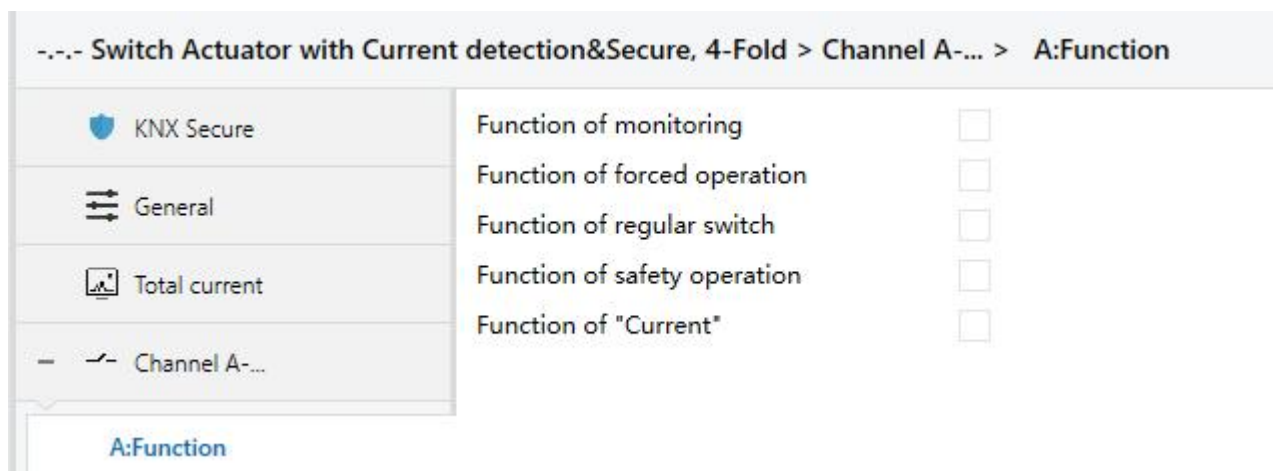 -.-.- Switch Actuator with Current detection&Secure, 4-Fold > Channel A-... > A:Function
KNX Secure
General
Total current
Channel A-...
A:Function
Function of monitoring
Function of forced operation
Function of regular switch
Function of safety operation
Function of "Current"